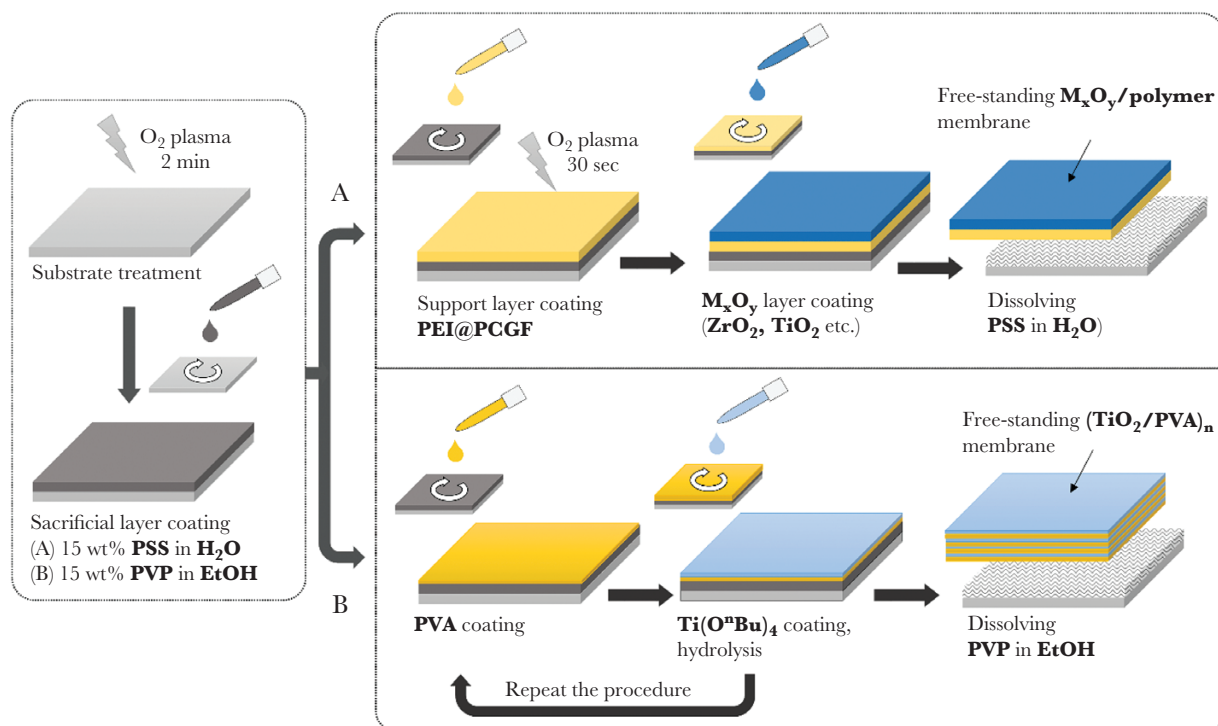 O₂ plasma
2 min
Substrate treatment
Sacrificial layer coating
(A) 15 wt% PSS in H₂O
(B) 15 wt% PVP in EtOH
A
B
O₂ plasma
30 sec
Support layer coating
PEI@PCGF
MₓOᵧ layer coating
(ZrO₂, TiO₂ etc.)
Free-standing MₓOᵧ/polymer
membrane
Dissolving
PSS in H₂O)
PVA coating
Ti(OⁿBu)₄ coating,
hydrolysis
Repeat the procedure
Free-standing (TiO₂/PVA)ₙ
membrane
Dissolving
PVP in EtOH